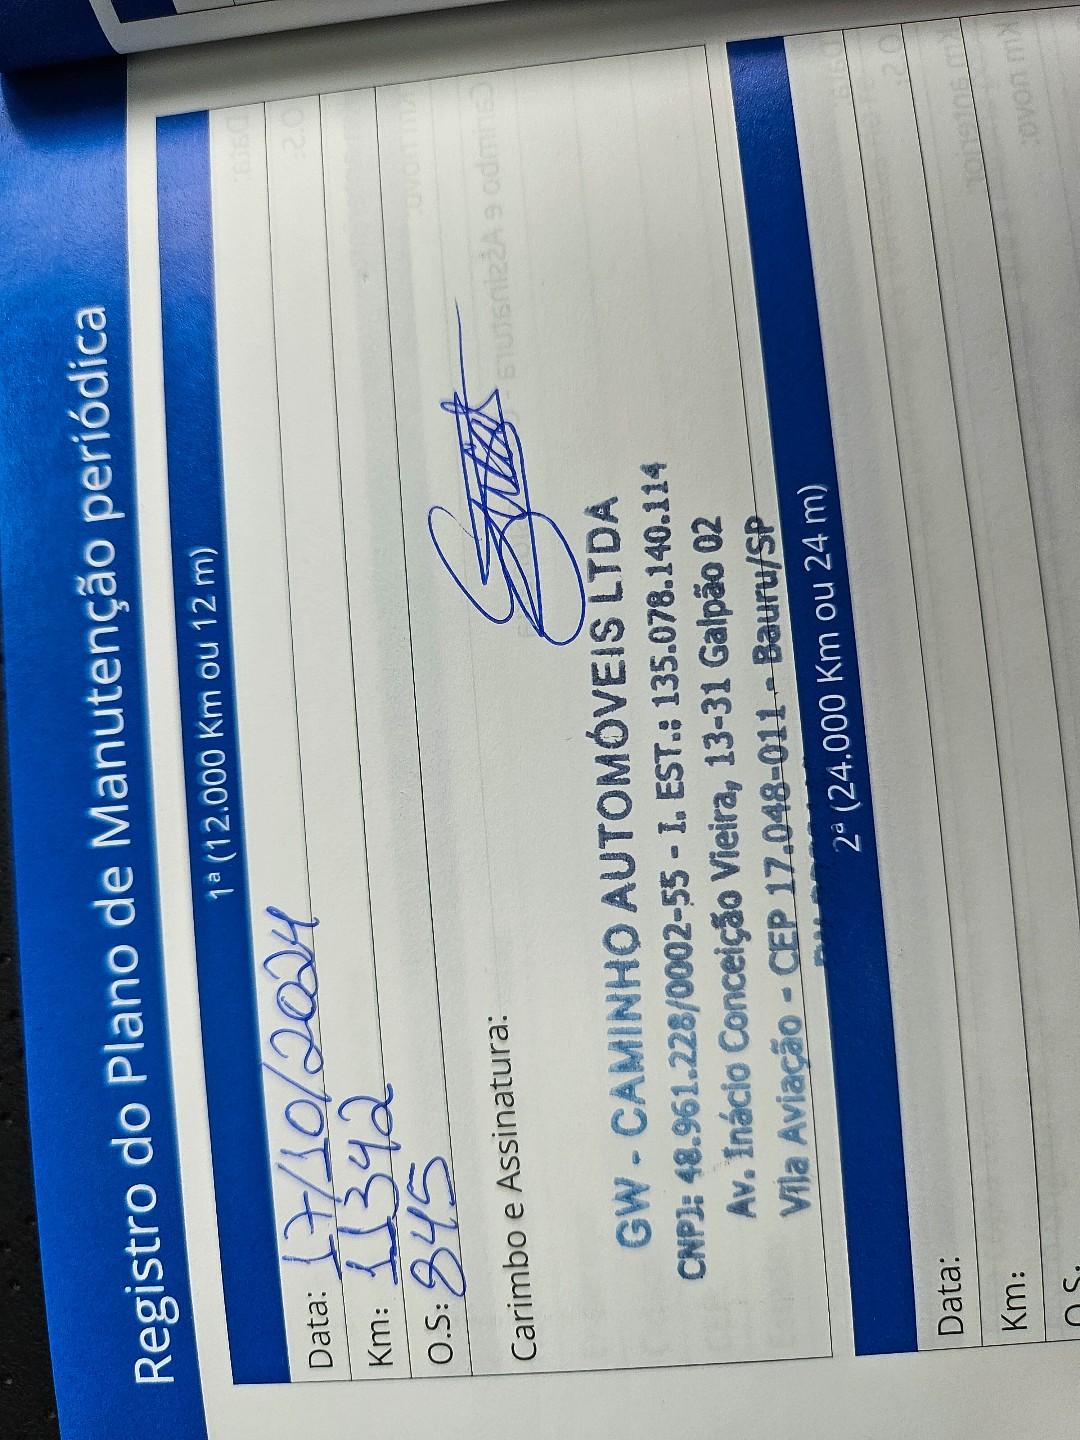 Registro do Plano de Manutenção periódica
1ª (12.000 Km ou 12 m)
Data: 17/10/2024
Km: 11342
O.S: 845
Carimbo e Assinatura:
GW - CAMINHO AUTOMÓVEIS LTDA
CNPJ: 48.961.228/0002-55 - I. EST.: 135.078.140.114
Av. Inácio Conceição Vieira, 13-31 Galpão 02
Vila Aviação - CEP 17.048-011 - Bauru/SP
2ª (24.000 Km ou 24 m)
Data:
Km:
O.S: